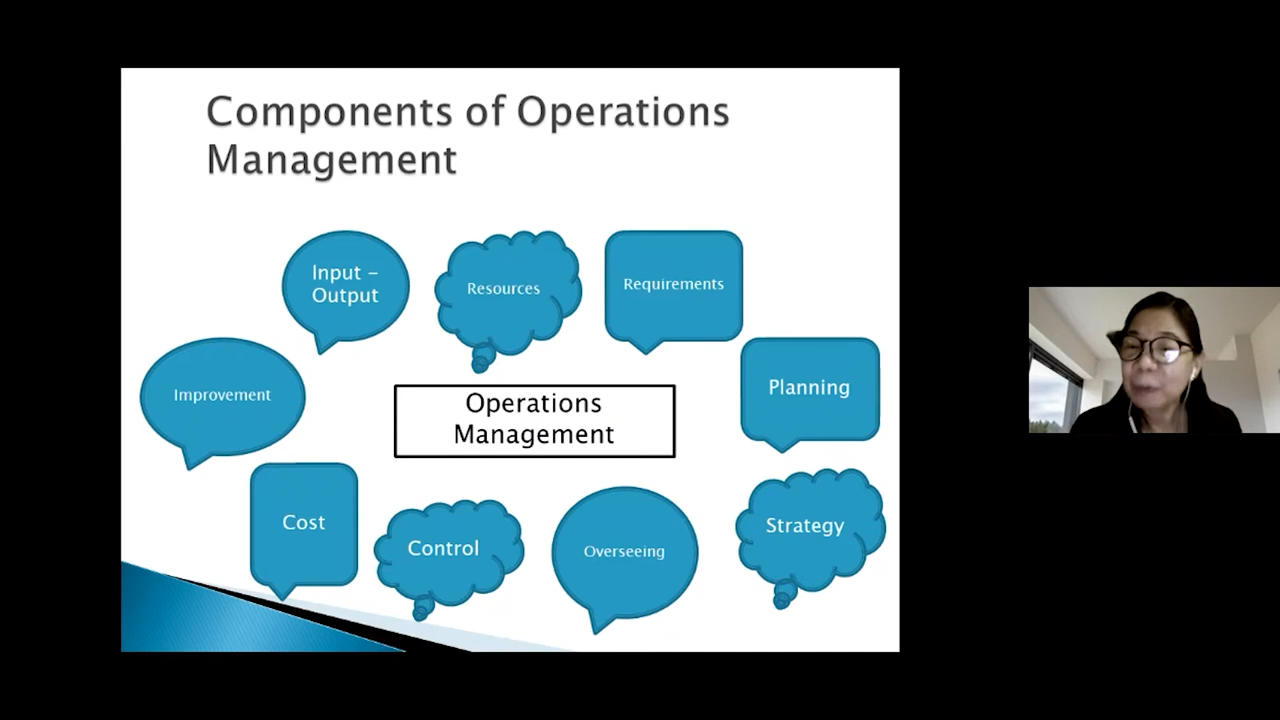 Components of Operations
Management
Input –
Output
Resources
Requirements
Improvement
Planning
Operations
Management
Cost
Control
Overseeing
Strategy